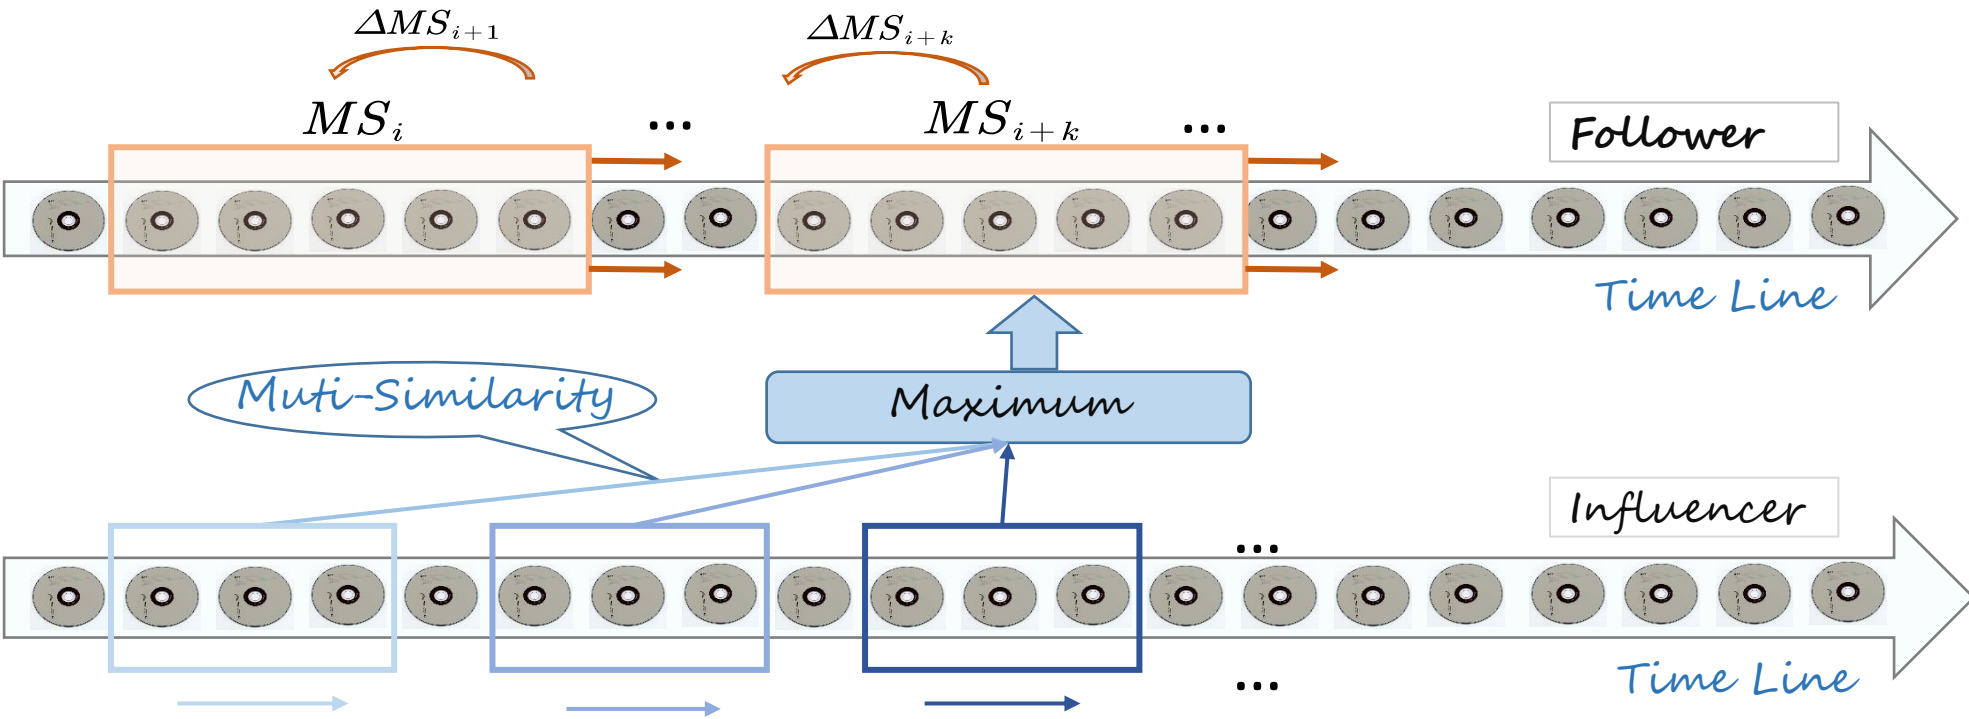 ΔMS_{i+1}
ΔMS_{i+k}
MS_i
...
MS_{i+k}
...
Follower
Time Line
Muti-Similarity
Maximum
Influencer
...
...
Time Line